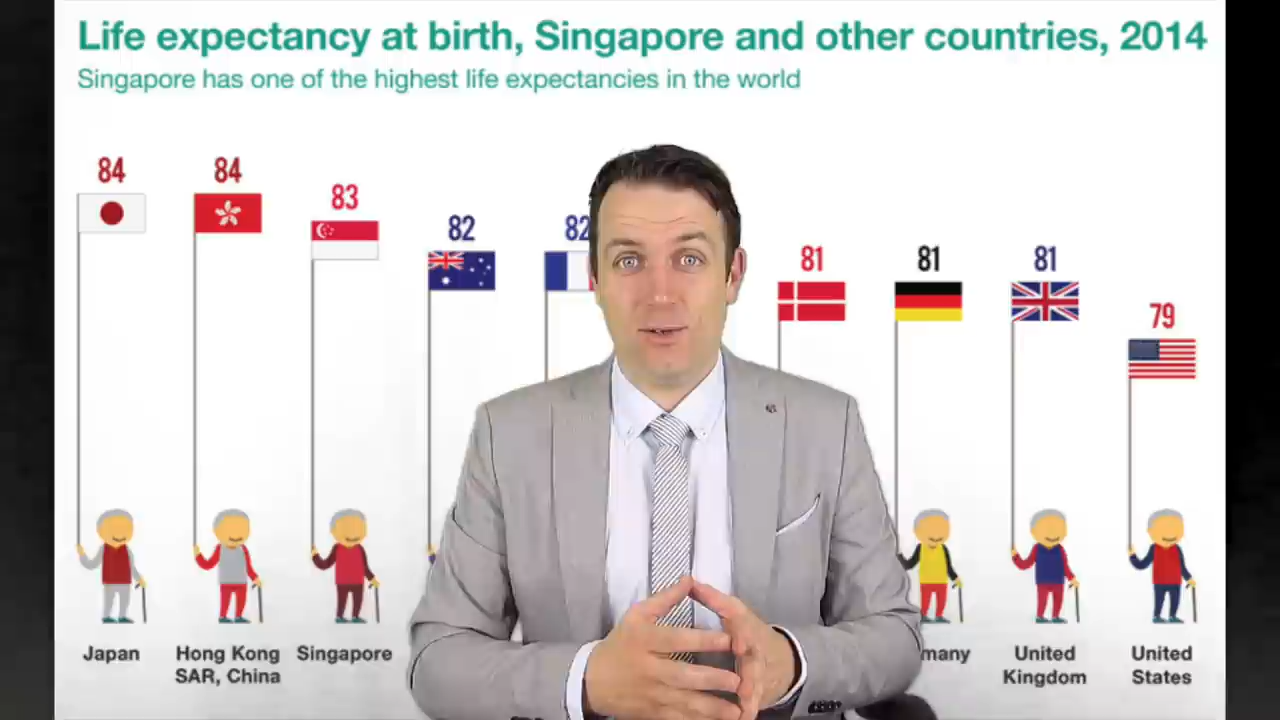 Life expectancy at birth, Singapore and other countries, 2014
Singapore has one of the highest life expectancies in the world
84
84
83
82
82
81
81
81
79
Japan
Hong Kong
SAR, China
Singapore
many
United
Kingdom
United
States